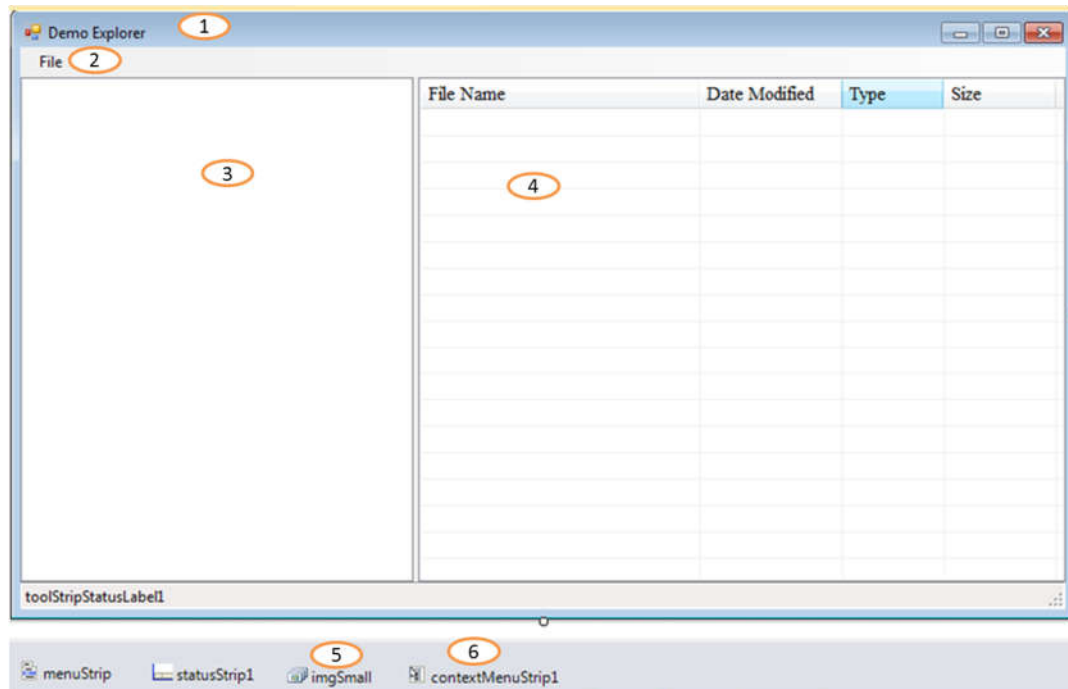 Demo Explorer 1
File 2
File Name Date Modified Type Size
3
4
toolStripStatusLabel1
5 6
menuStrip statusStrip1 imgSmall contextMenuStrip1